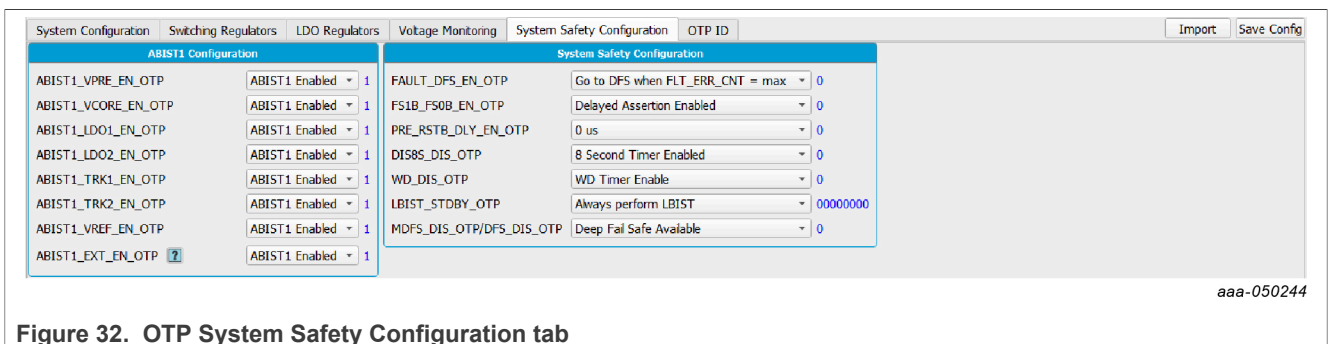 System Configuration Switching Regulators LDO Regulators Voltage Monitoring System Safety Configuration OTP ID Import Save Config
ABIST1 Configuration System Safety Configuration
ABIST1_VPRE_EN_OTP ABIST1 Enabled 1 FAULT_DFS_EN_OTP Go to DFS when FLT_ERR_CNT = max 0
ABIST1_VCORE_EN_OTP ABIST1 Enabled 1 FS1B_FS0B_EN_OTP Delayed Assertion Enabled 0
ABIST1_LDO1_EN_OTP ABIST1 Enabled 1 PRE_RSTB_DLY_EN_OTP 0 us 0
ABIST1_LDO2_EN_OTP ABIST1 Enabled 1 DIS8S_DIS_OTP 8 Second Timer Enabled 0
ABIST1_TRK1_EN_OTP ABIST1 Enabled 1 WD_DIS_OTP WD Timer Enable 0
ABIST1_TRK2_EN_OTP ABIST1 Enabled 1 LBIST_STDBY_OTP Always perform LBIST 00000000
ABIST1_VREF_EN_OTP ABIST1 Enabled 1 MDFS_DIS_OTP/DFS_DIS_OTP Deep Fail Safe Available 0
ABIST1_EXT_EN_OTP ? ABIST1 Enabled 1
aaa-050244
Figure 32. OTP System Safety Configuration tab